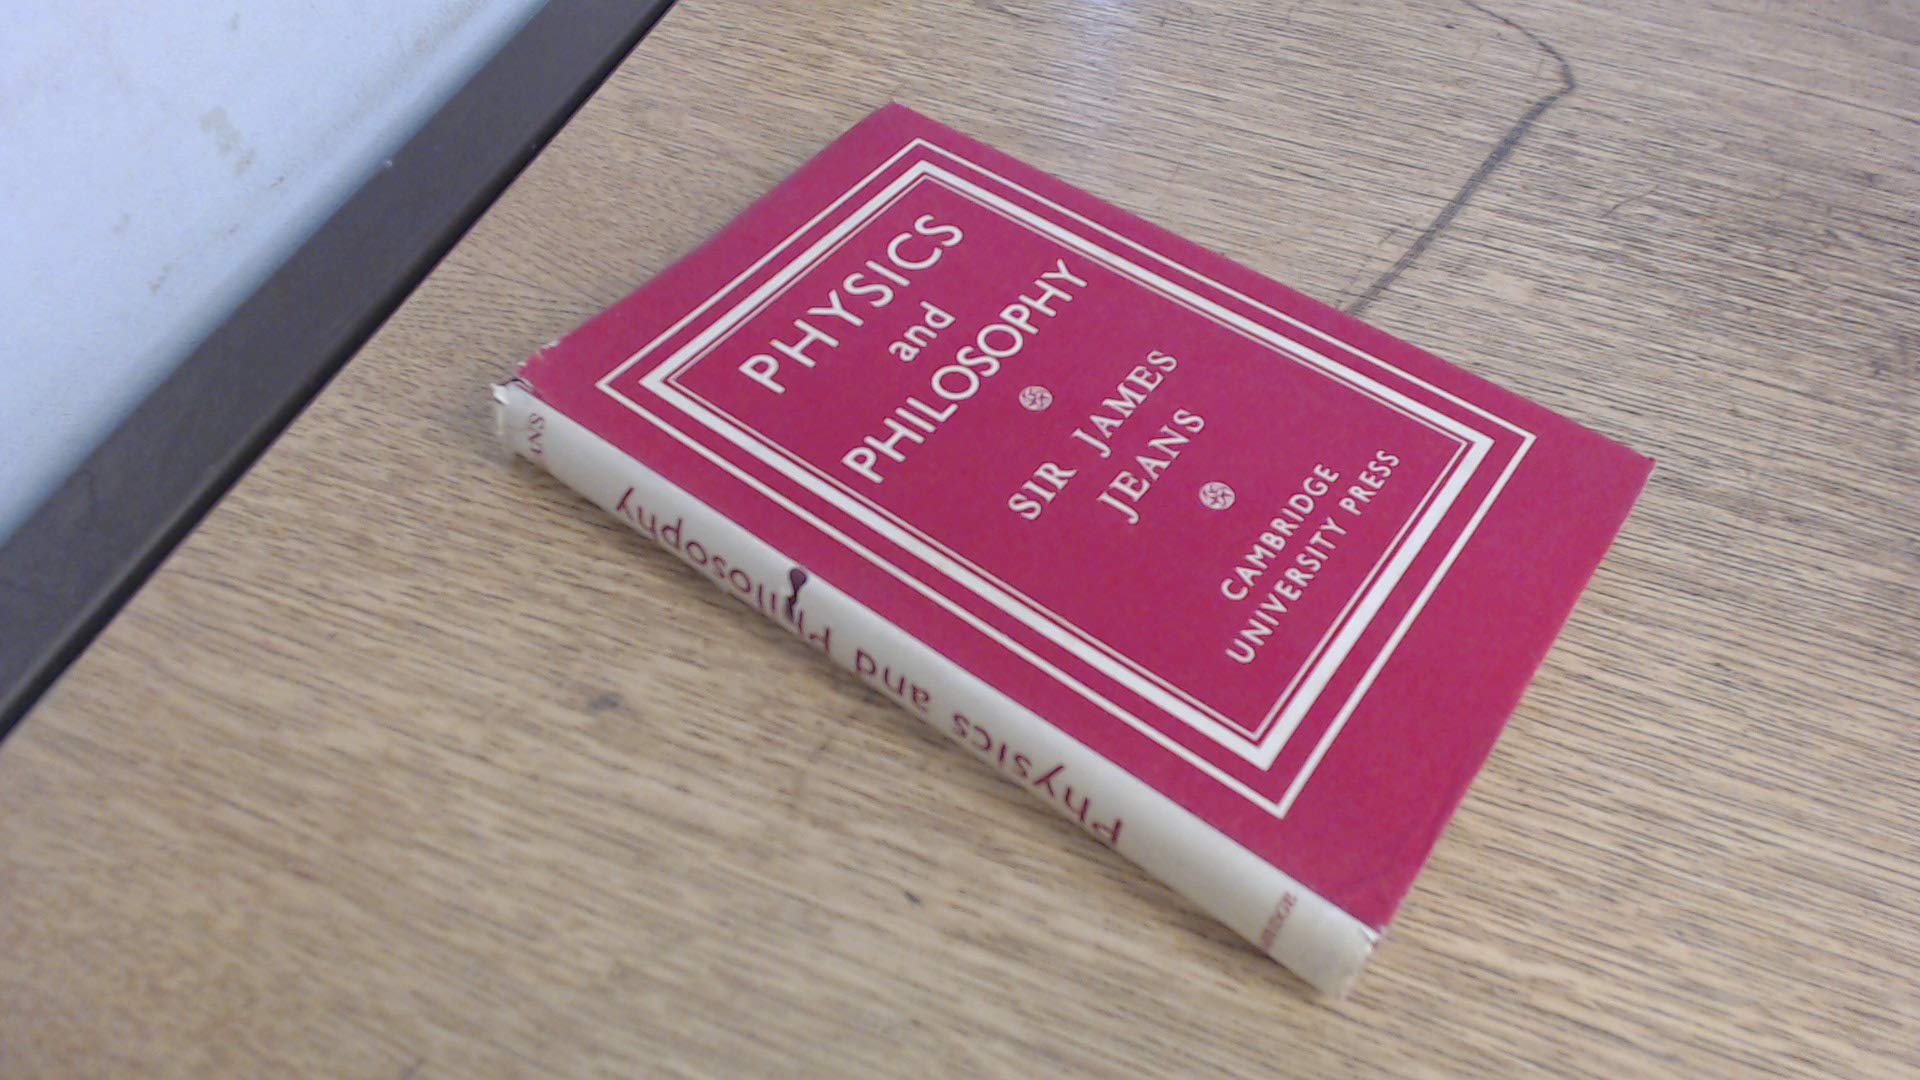 PHYSICS
and
PHILOSOPHY
SIR JAMES
JEANS
CAMBRIDGE
UNIVERSITY PRESS
Physics and Philosophy